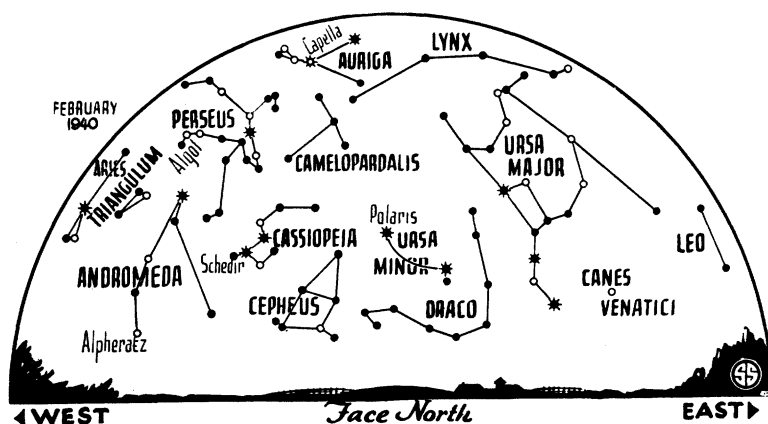 Capella
AURIGA
LYNX
FEBRUARY
1940
PERSEUS
Algol
ARIES
TRIANGULUM
CAMELOPARDALIS
URSA
MAJOR
Polaris
URSA
MINOR
CASSIOPEIA
Schedir
LEO
ANDROMEDA
CEPHEUS
DRACO
CANES
VENATICI
Alpheraez
SS
WEST
Face North
EAST